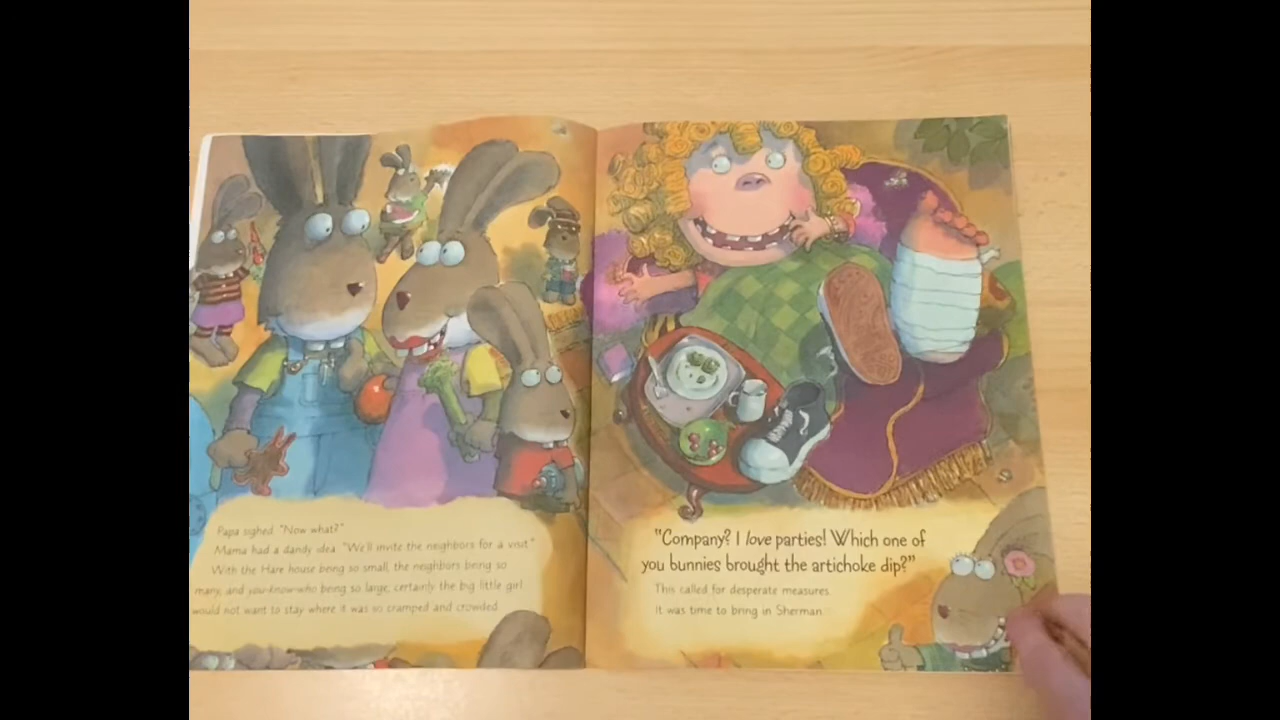 Papa sighed. "Now what?"
Mama had a dandy idea. "We'll invite the neighbors for a visit."
With the Hare house being so small, the neighbors being so
many, and you-know-who being so large, certainly the big little girl
would not want to stay where it was so cramped and crowded.
"Company? I love parties! Which one of
you bunnies brought the artichoke dip?"
This called for desperate measures.
It was time to bring in Sherman.